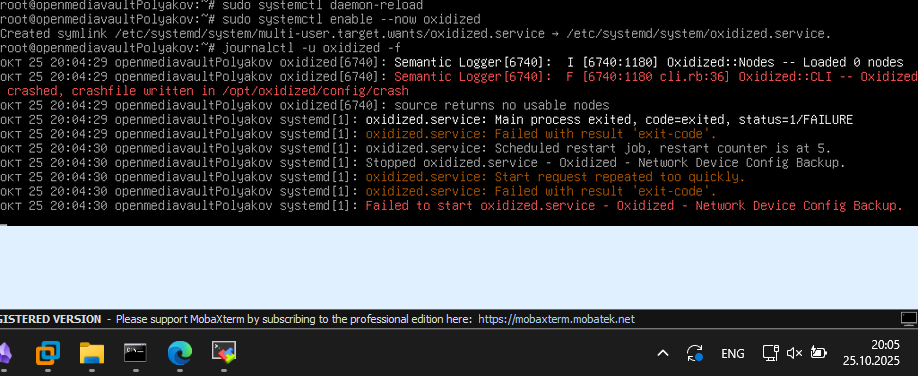 root@openmediavaultPolyakov:~# sudo systemctl daemon-reload
root@openmediavaultPolyakov:~# sudo systemctl enable --now oxidized
Created symlink /etc/systemd/system/multi-user.target.wants/oxidized.service → /etc/systemd/system/oxidized.service.
root@openmediavaultPolyakov:~# journalctl -u oxidized -f
окт 25 20:04:29 openmediavaultPolyakov oxidized[6740]: Semantic Logger[6740]:  I [6740:1180] Oxidized::Nodes -- Loaded 0 nodes
окт 25 20:04:29 openmediavaultPolyakov oxidized[6740]: Semantic Logger[6740]:  F [6740:1180 cli.rb:36] Oxidized::CLI -- Oxidized
crashed, crashfile written in /opt/oxidized/config/crash
окт 25 20:04:29 openmediavaultPolyakov oxidized[6740]: source returns no usable nodes
окт 25 20:04:29 openmediavaultPolyakov systemd[1]: oxidized.service: Main process exited, code=exited, status=1/FAILURE
окт 25 20:04:29 openmediavaultPolyakov systemd[1]: oxidized.service: Failed with result 'exit-code'.
окт 25 20:04:30 openmediavaultPolyakov systemd[1]: oxidized.service: Scheduled restart job, restart counter is at 5.
окт 25 20:04:30 openmediavaultPolyakov systemd[1]: Stopped oxidized.service - Oxidized - Network Device Config Backup.
окт 25 20:04:30 openmediavaultPolyakov systemd[1]: oxidized.service: Start request repeated too quickly.
окт 25 20:04:30 openmediavaultPolyakov systemd[1]: oxidized.service: Failed with result 'exit-code'.
окт 25 20:04:30 openmediavaultPolyakov systemd[1]: Failed to start oxidized.service - Oxidized - Network Device Config Backup.
GISTERED VERSION - Please support MobaXterm by subscribing to the professional edition here: https://mobaxterm.mobatek.net
ENG
20:05
25.10.2025